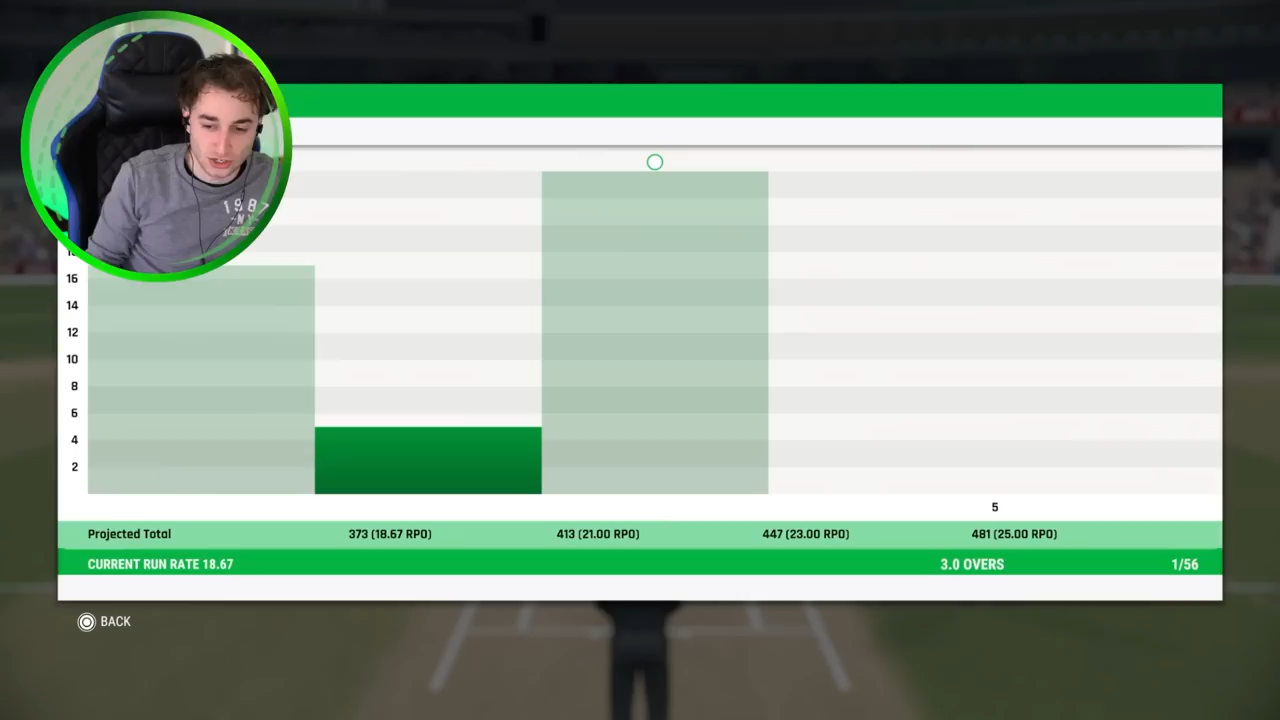 198
-N
16
14
12
10
8
6
4
2
5
Projected Total 373 (18.67 RPO) 413 (21.00 RPO) 447 (23.00 RPO) 481 (25.00 RPO)
CURRENT RUN RATE 18.67 3.0 OVERS 1/56
BACK